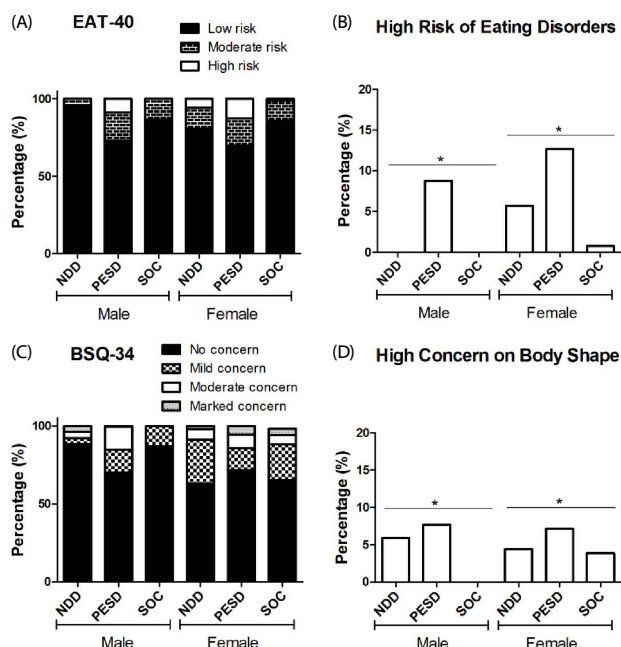 (A) EAT-40
Low risk
Moderate risk
High risk
Percentage (%)
100
50
0
NDD PESD SOC NDD PESD SOC
Male Female
(B) High Risk of Eating Disorders
Percentage (%)
20
15
10
5
0
* *
NDD PESD SOC NDD PESD SOC
Male Female
(C) BSQ-34
No concern
Mild concern
Moderate concern
Marked concern
Percentage (%)
100
50
0
NDD PESD SOC NDD PESD SOC
Male Female
(D) High Concern on Body Shape
Percentage (%)
20
15
10
5
0
* *
NDD PESD SOC NDD PESD SOC
Male Female